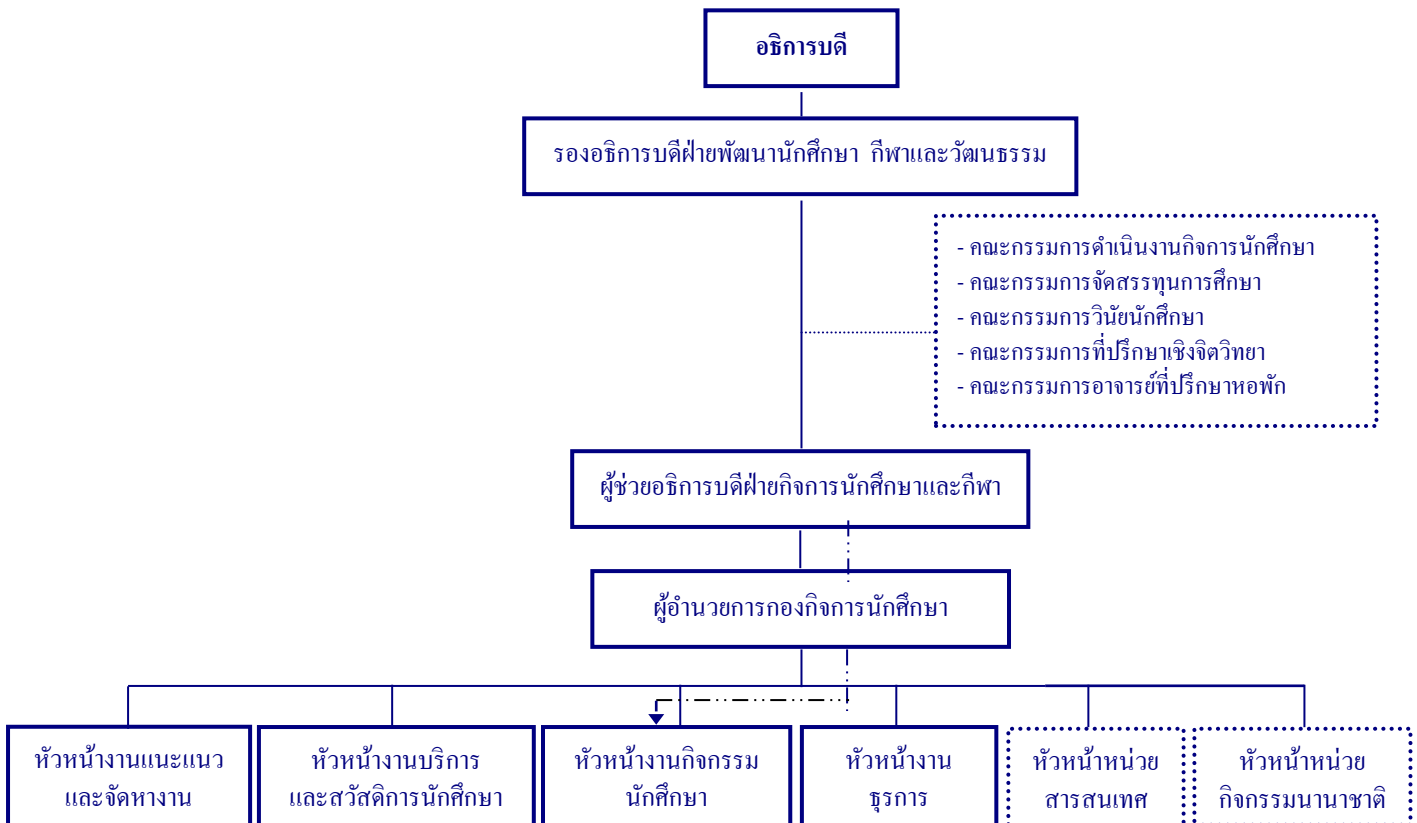 อธิการบดี
รองอธิการบดีฝ่ายพัฒนานักศึกษา กีฬาและวัฒนธรรม
- คณะกรรมการดำเนินงานกิจการนักศึกษา
- คณะกรรมการจัดสรรทุนการศึกษา
- คณะกรรมการวินัยนักศึกษา
- คณะกรรมการที่ปรึกษาเชิงจิตวิทยา
- คณะกรรมการอาจารย์ที่ปรึกษาหอพัก
ผู้ช่วยอธิการบดีฝ่ายกิจการนักศึกษาและกีฬา
ผู้อำนวยการกองกิจการนักศึกษา
หัวหน้างานแนะแนว
และจัดหางาน
หัวหน้างานบริการ
และสวัสดิการนักศึกษา
หัวหน้างานกิจกรรม
นักศึกษา
หัวหน้างาน
ธุรการ
หัวหน้าหน่วย
สารสนเทศ
หัวหน้าหน่วย
กิจกรรมนานาชาติ